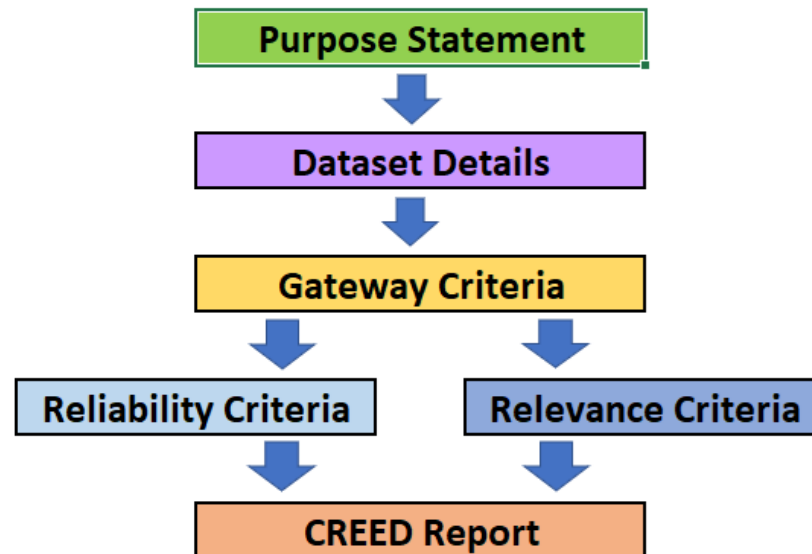 Purpose Statement
Dataset Details
Gateway Criteria
Reliability Criteria
Relevance Criteria
CREED Report